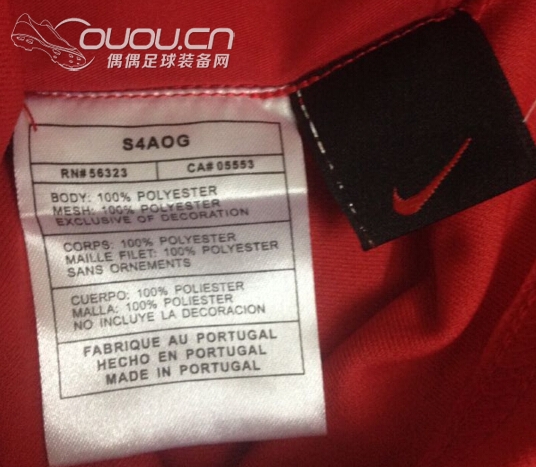 OUOU.CN
偶偶足球装备网
S4AOG
RN# 56323 CA# 05553
BODY: 100% POLYESTER
MESH: 100% POLYESTER
EXCLUSIVE OF DECORATION
CORPS: 100% POLYESTER
MAILLE FILET: 100% POLYESTER
SANS ORNEMENTS
CUERPO: 100% POLIESTER
MALLA: 100% POLIESTER
NO INCLUYE LA DECORACION
FABRIQUE AU PORTUGAL
HECHO EN PORTUGAL
MADE IN PORTUGAL